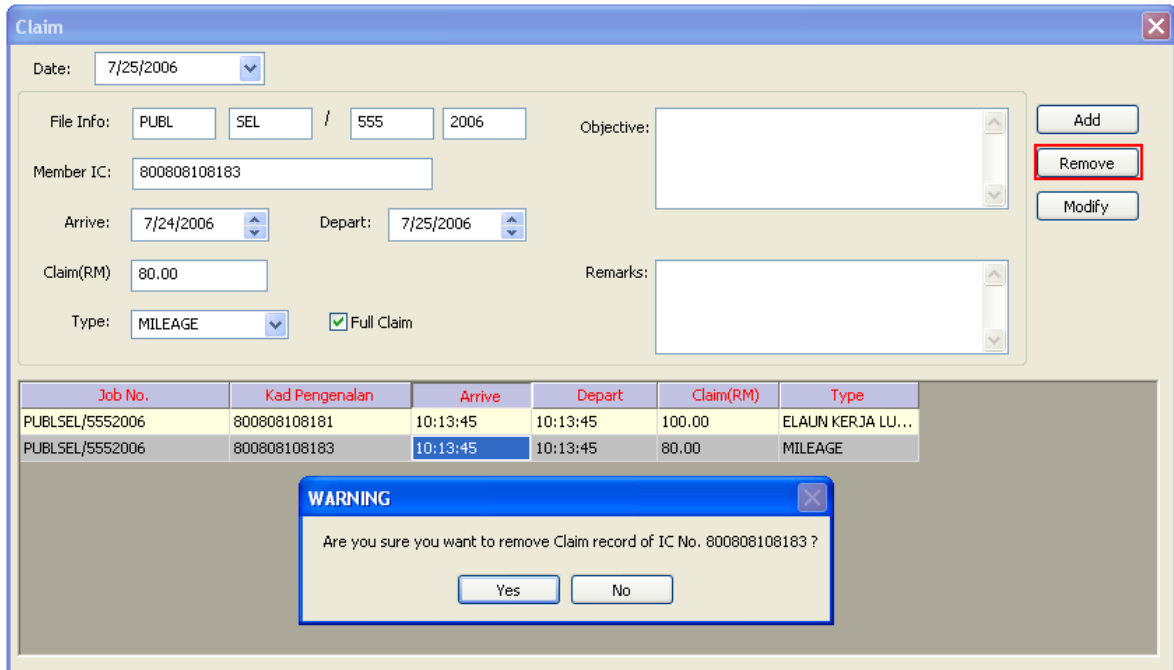 Claim
Date: 7/25/2006
File Info: PUBL SEL / 555 2006
Objective:
Add
Member IC: 800808108183
Remove
Arrive: 7/24/2006 Depart: 7/25/2006
Modify
Claim(RM) 80.00
Remarks:
Type: MILEAGE Full Claim
Job No. Kad Pengenalan Arrive Depart Claim(RM) Type
PUBLSEL/5552006 800808108181 10:13:45 10:13:45 100.00 ELAUN KERJA LU...
PUBLSEL/5552006 800808108183 10:13:45 10:13:45 80.00 MILEAGE
WARNING
Are you sure you want to remove Claim record of IC No. 800808108183 ?
Yes No